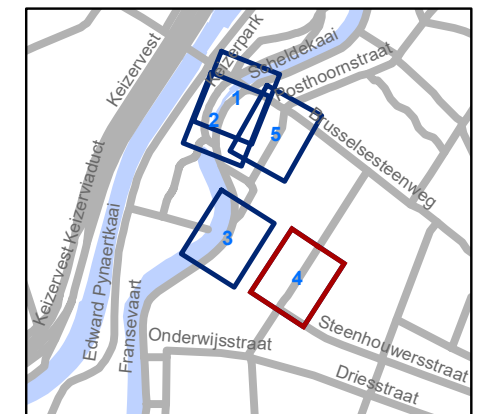 Keizerpark
Keizervest
Scheldekaai
Posthoornstraat
1
2
5
Brusselsesteenweg
Keizervest Keizerviaduct
Edward Pynaertkaai
Fransevaart
3
4
Onderwijsstraat
Steenhouwersstraat
Driesstraat